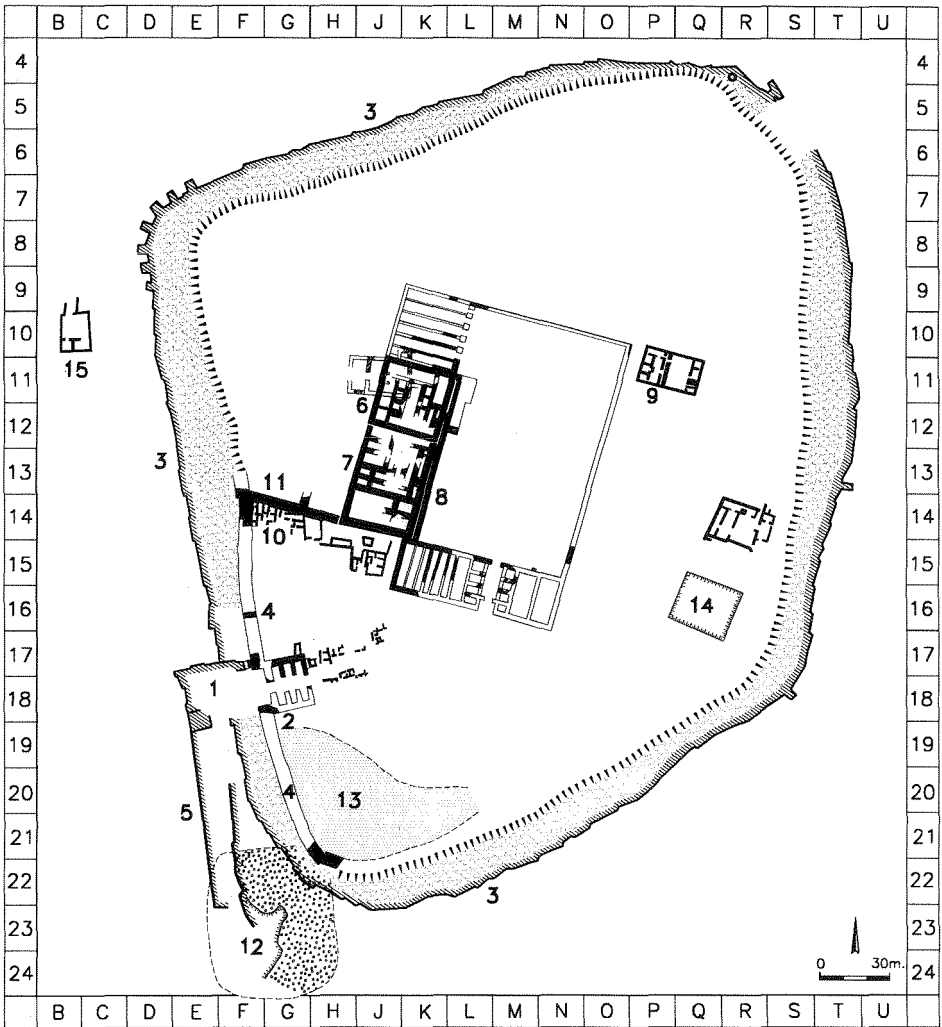 B C D E F G H J K L M N O P Q R S T U
4 4
5 3 5
6 6
7 7
8 8
9 9
10 10
15
11 6 9 11
12 12
3 7
13 11 8 13
14 10 14
15 15
16 4 14 16
17 17
1
18 18
2
19 19
20 5 4 13 20
21 21
22 3 22
23 12 23
0 30m.
24 24
B C D E F G H J K L M N O P Q R S T U